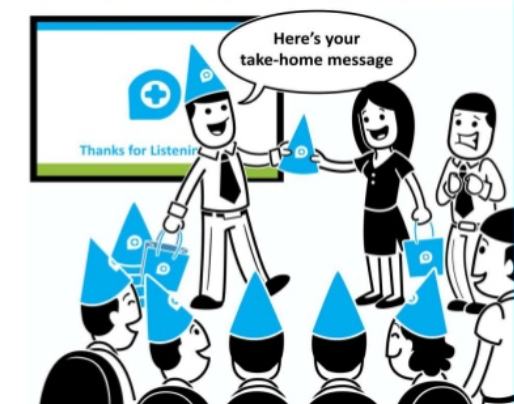 Here's your
take-home message
Thanks for Listenin